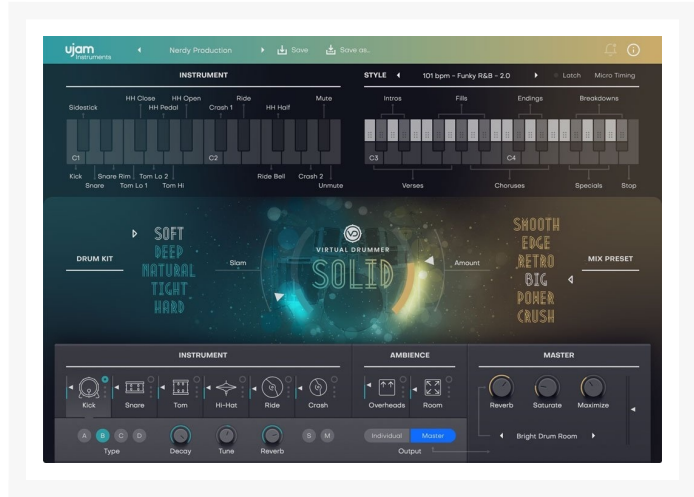 ujam
instruments
Nerdy Production
Save
Save as..
INSTRUMENT
STYLE
101 bpm - Funky R&B - 2.0
Latch
Micro Timing
HH Close
HH Open
Ride
Mute
Sidestick
HH Pedal
Crash 1
HH Half
Intros
Fills
Endings
Breakdowns
C1
C2
C3
C4
Kick
Snare Rim
Tom Lo 2
Ride Bell
Crash 2
Snare
Tom Lo 1
Tom Hi
Unmute
Verses
Choruses
Specials
Stop
DRUM KIT
SOFT
DEEP
NATURAL
TIGHT
HARD
Slam
VIRTUAL DRUMMER
SOLID
Amount
SMOOTH
EDGE
RETRO
BIG
POWER
CRUSH
MIX PRESET
INSTRUMENT
AMBIENCE
MASTER
Kick
Snare
Tom
Hi-Hat
Ride
Crash
Overheads
Room
Reverb
Saturate
Maximize
A B C D
Type
Decay
Tune
Reverb
S M
Individual
Master
Output
Bright Drum Room